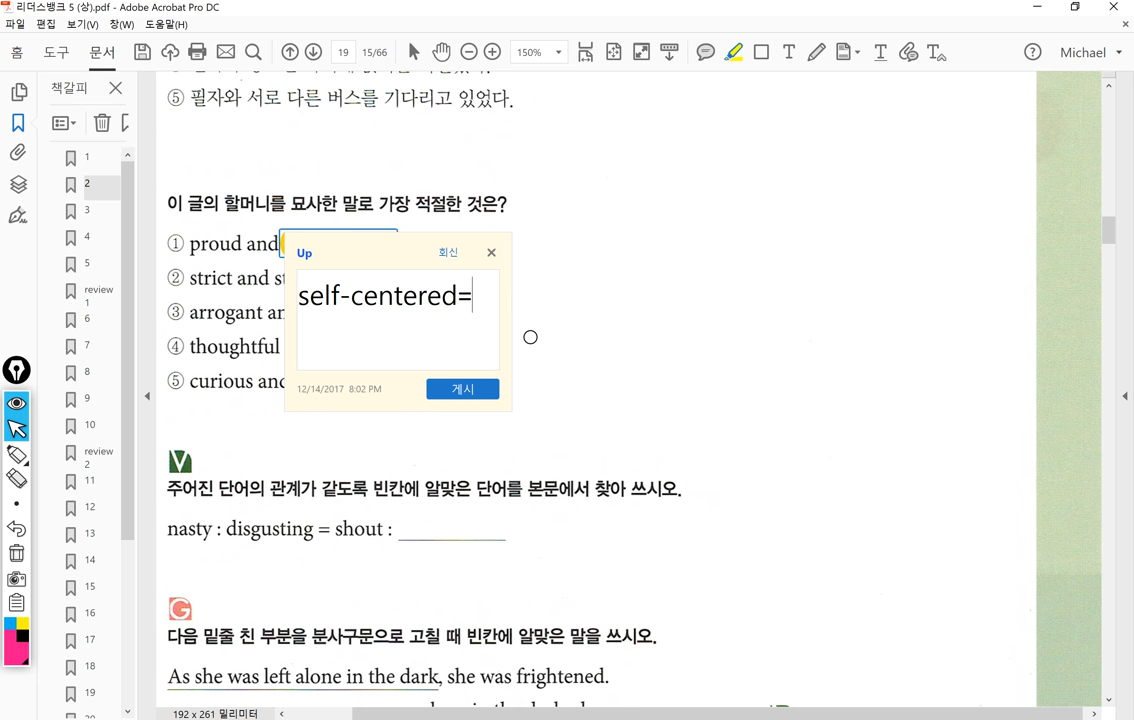 리더스뱅크 5 (상).pdf - Adobe Acrobat Pro DC
파일 편집 보기(V) 창(W) 도움말(H)
홈 도구 문서 19 15/66 150% Michael
책갈피
1
2
3
4
5
review 1
6
7
8
9
10
review 2
11
12
13
14
15
16
17
18
19
⑤ 필자와 서로 다른 버스를 기다리고 있었다.
이 글의 할머니를 묘사한 말로 가장 적절한 것은?
① proud and
② strict and
③ arrogant
④ thoughtful
⑤ curious and
Up 회신
self-centered=
12/14/2017 8:02 PM 게시
V
주어진 단어의 관계가 같도록 빈칸에 알맞은 단어를 본문에서 찾아 쓰시오.
nasty : disgusting = shout :
G
다음 밑줄 친 부분을 분사구문으로 고칠 때 빈칸에 알맞은 말을 쓰시오.
As she was left alone in the dark, she was frightened.
192 x 261 밀리미터